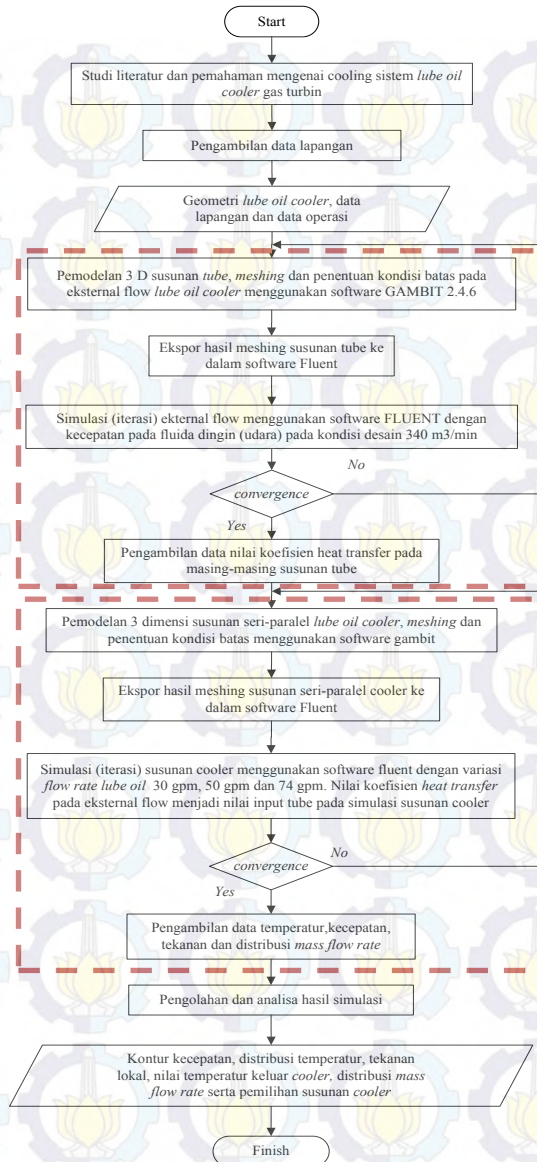 Start
Studi literatur dan pemahaman mengenai cooling sistem lube oil
cooler gas turbin
Pengambilan data lapangan
Geometri lube oil cooler, data
lapangan dan data operasi
Pemodelan 3 D susunan tube, meshing dan penentuan kondisi batas pada
eksternal flow lube oil cooler menggunakan software GAMBIT 2.4.6
Ekspor hasil meshing susunan tube ke
dalam software Fluent
Simulasi (iterasi) ekternal flow menggunakan software FLUENT dengan
kecepatan pada fluida dingin (udara) pada kondisi desain 340 m3/min
No
convergence
Yes
Pengambilan data nilai koefisien heat transfer pada
masing-masing susunan tube
Pemodelan 3 dimensi susunan seri-paralel lube oil cooler, meshing dan
penentuan kondisi batas menggunakan software gambit
Ekspor hasil meshing susunan seri-paralel cooler ke
dalam software Fluent
Simulasi (iterasi) susunan cooler menggunakan software fluent dengan variasi
flow rate lube oil 30 gpm, 50 gpm dan 74 gpm. Nilai koefisien heat transfer
pada eksternal flow menjadi nilai input tube pada simulasi susunan cooler
No
convergence
Yes
Pengambilan data temperatur,kecepatan,
tekanan dan distribusi mass flow rate
Pengolahan dan analisa hasil simulasi
Kontur kecepatan, distribusi temperatur, tekanan
lokal, nilai temperatur keluar cooler, distribusi mass
flow rate serta pemilihan susunan cooler
Finish